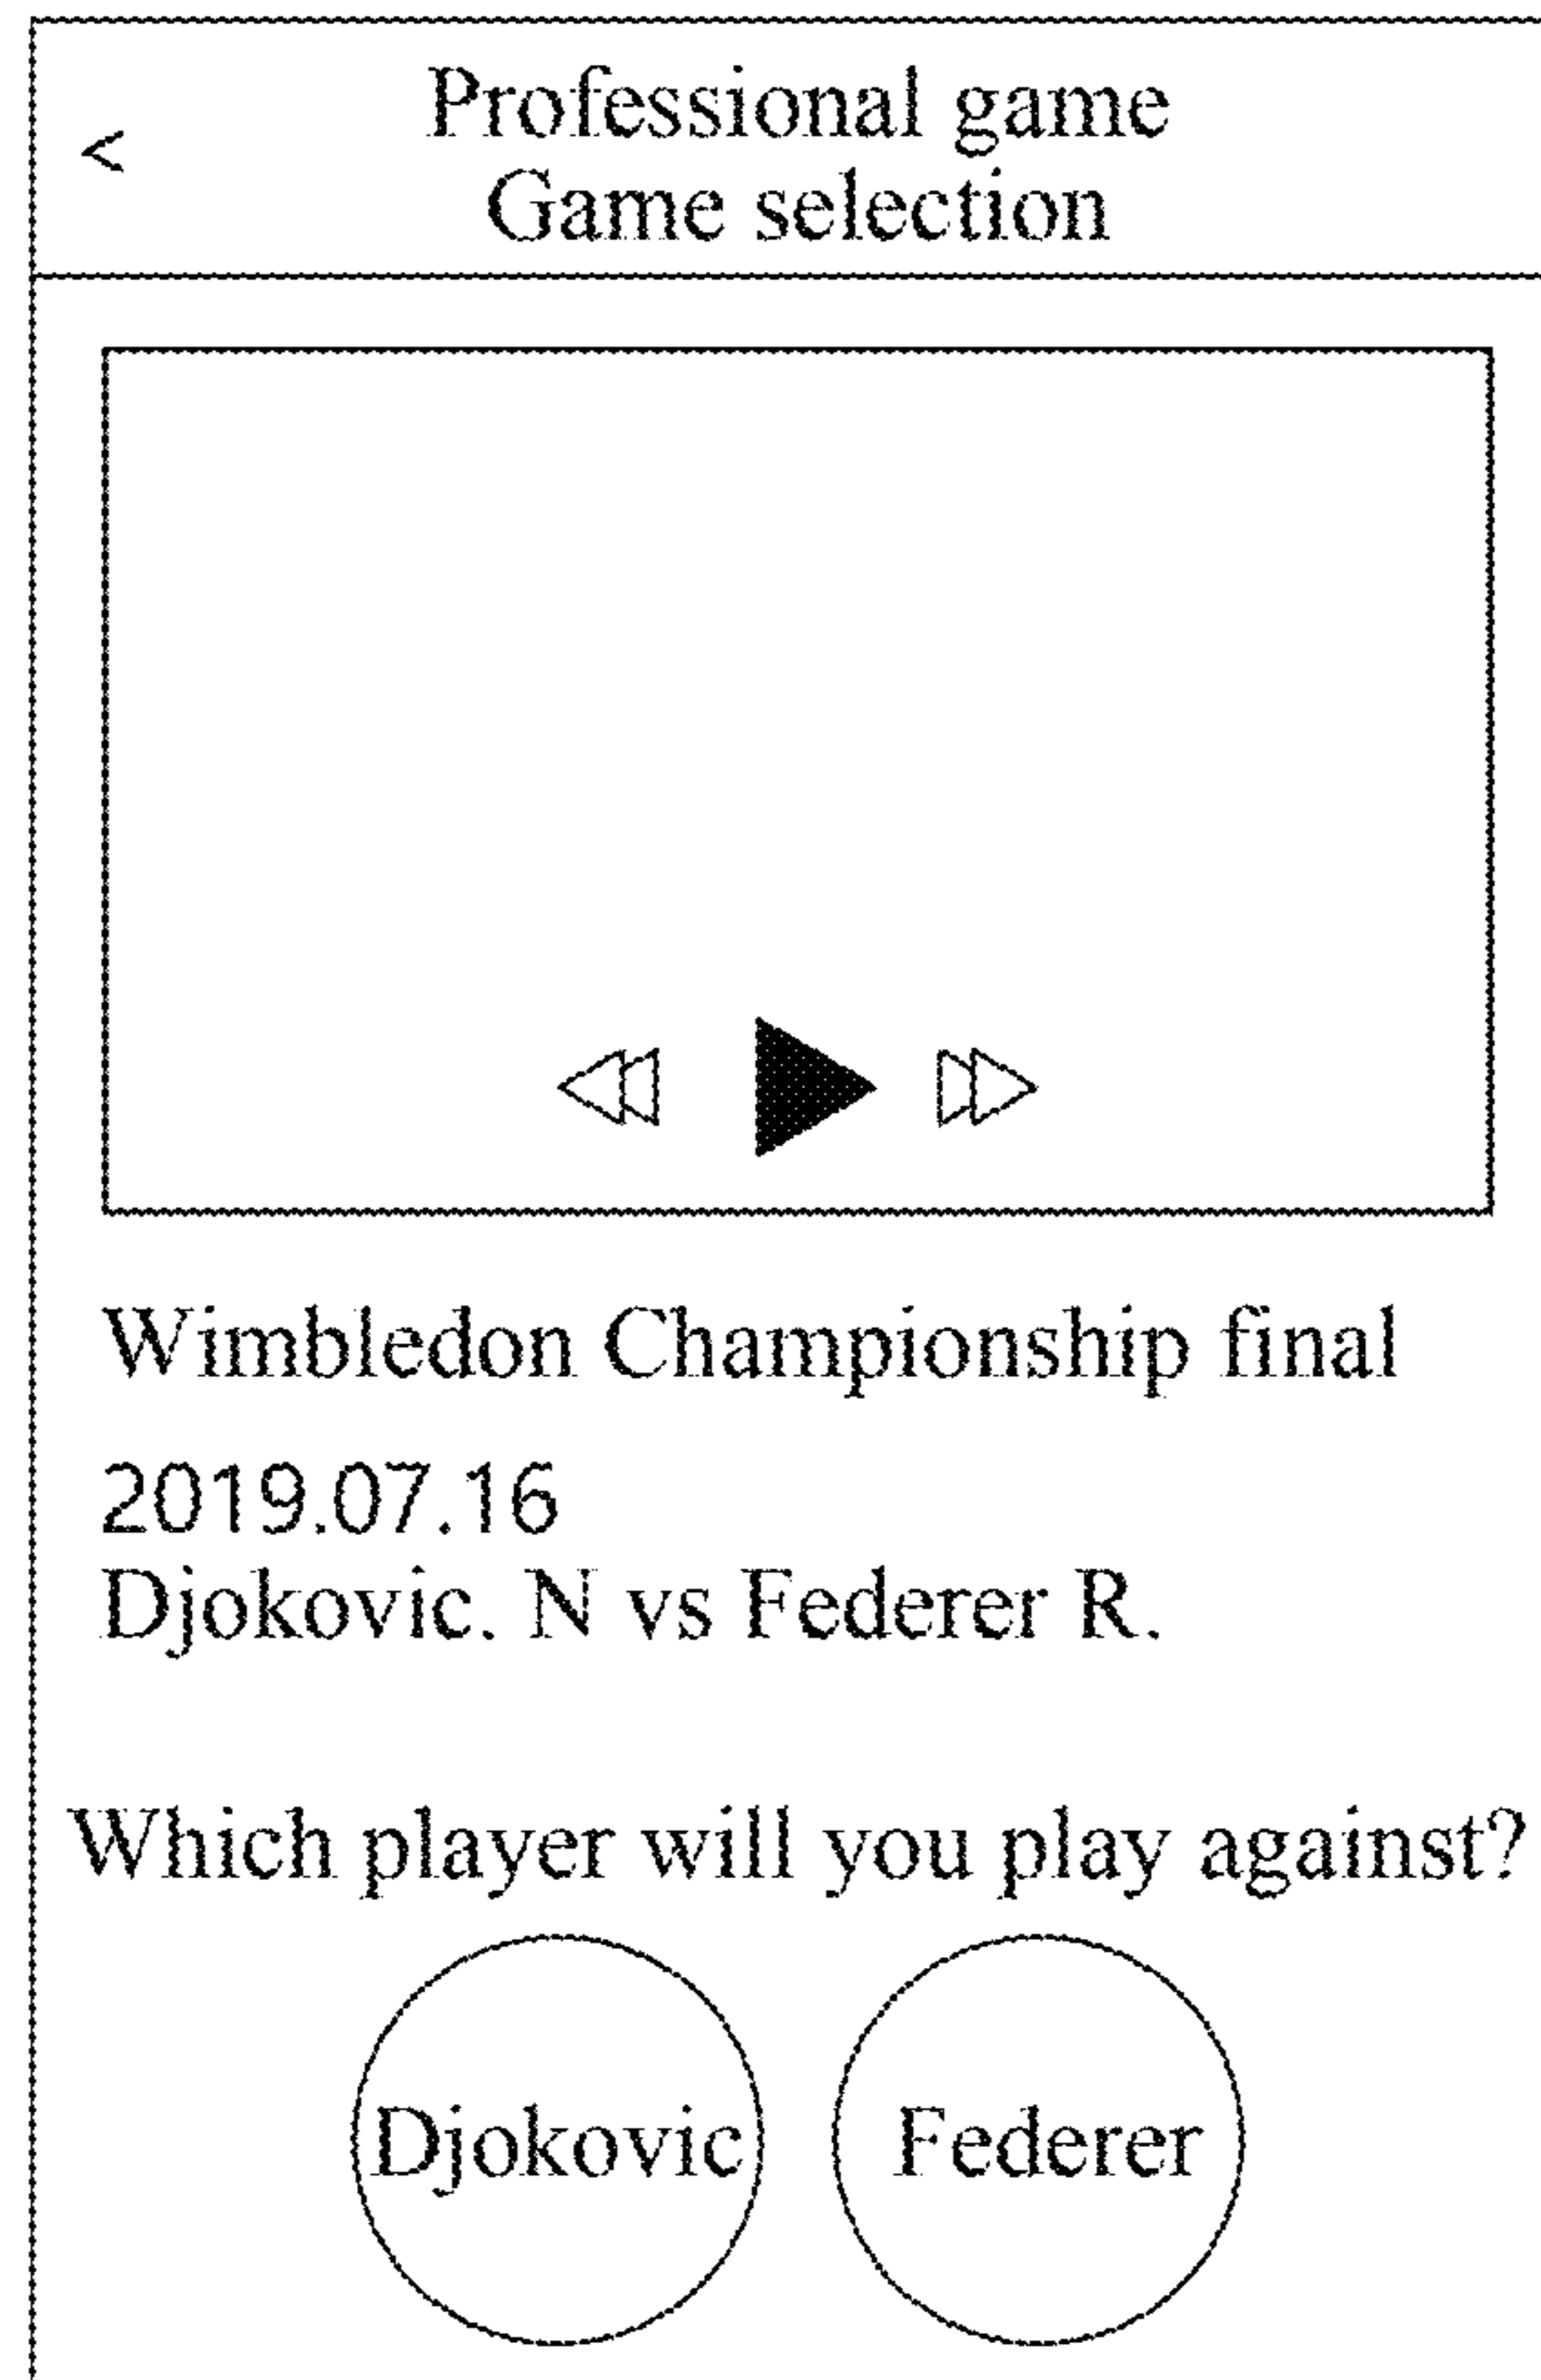 Professional game
<
Game selection
Wimbledon Championship final
2019.07.16
Djokovic. N vs Federer R.
Which player will you play against?
Djokovic Federer